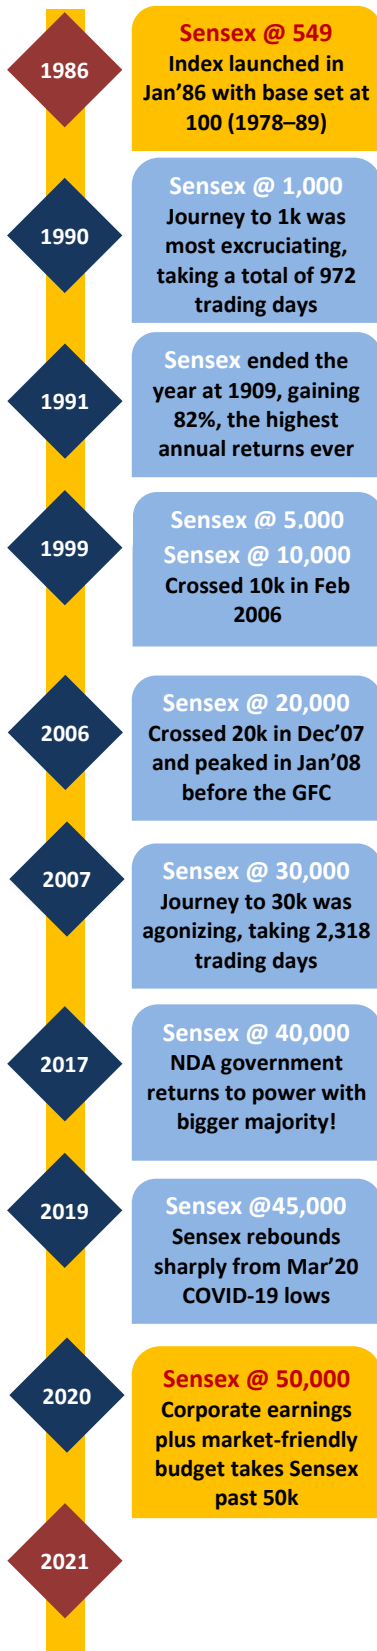 1986
Sensex @ 549
Index launched in
Jan’86 with base set at
100 (1978–89)
1990
Sensex @ 1,000
Journey to 1k was
most excruciating,
taking a total of 972
trading days
1991
Sensex ended the
year at 1909, gaining
82%, the highest
annual returns ever
1999
Sensex @ 5,000
Sensex @ 10,000
Crossed 10k in Feb
2006
2006
Sensex @ 20,000
Crossed 20k in Dec’07
and peaked in Jan’08
before the GFC
2007
Sensex @ 30,000
Journey to 30k was
agonizing, taking 2,318
trading days
2017
Sensex @ 40,000
NDA government
returns to power with
bigger majority!
2019
Sensex @45,000
Sensex rebounds
sharply from Mar’20
COVID-19 lows
2020
Sensex @ 50,000
Corporate earnings
plus market-friendly
budget takes Sensex
past 50k
2021